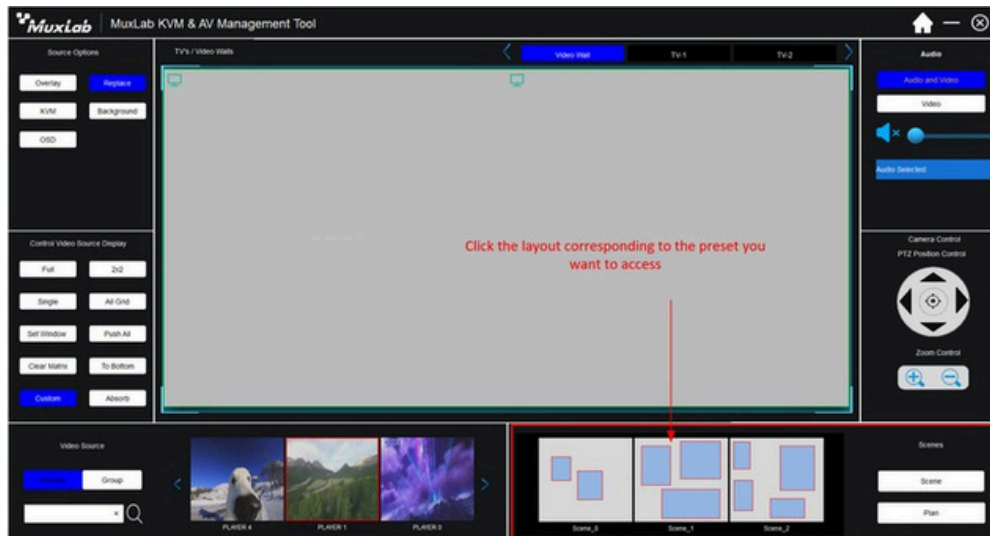 MuxLab MuxLab KVM & AV Management Tool
Source Options
TV's / Video Walls
Video Wall
TV-1
TV-2
Audio
Overlay
Replace
KVM
Background
OSD
Audio and Video
Video
Audio Selected:
Control Video Source Display
Full
2x2
Single
All Grid
Set Window
Push All
Clear Matrix
To Bottom
Custom
Absorb
Click the layout corresponding to the preset you
want to access
Camera Control
PTZ Position Control
Zoom Control
Video Source
Group
PLAYER 4
PLAYER 1
PLAYER 0
Scene_0
Scene_1
Scene_2
Scenes
Scene
Plan